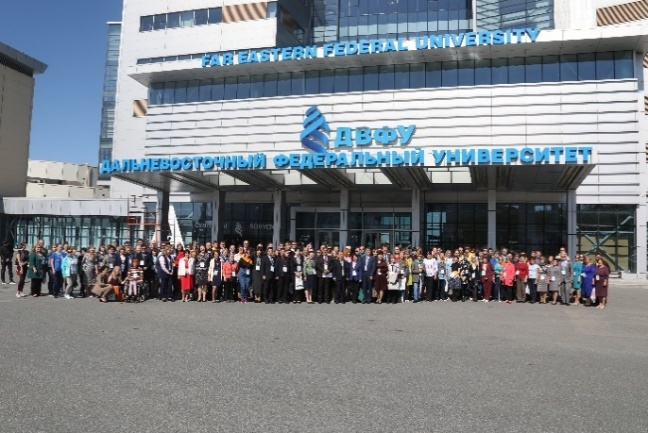 FAR EASTERN FEDERAL UNIVERSITY
ДВФУ
ДАЛЬНЕВОСТОЧНЫЙ ФЕДЕРАЛЬНЫЙ УНИВЕРСИТЕТ